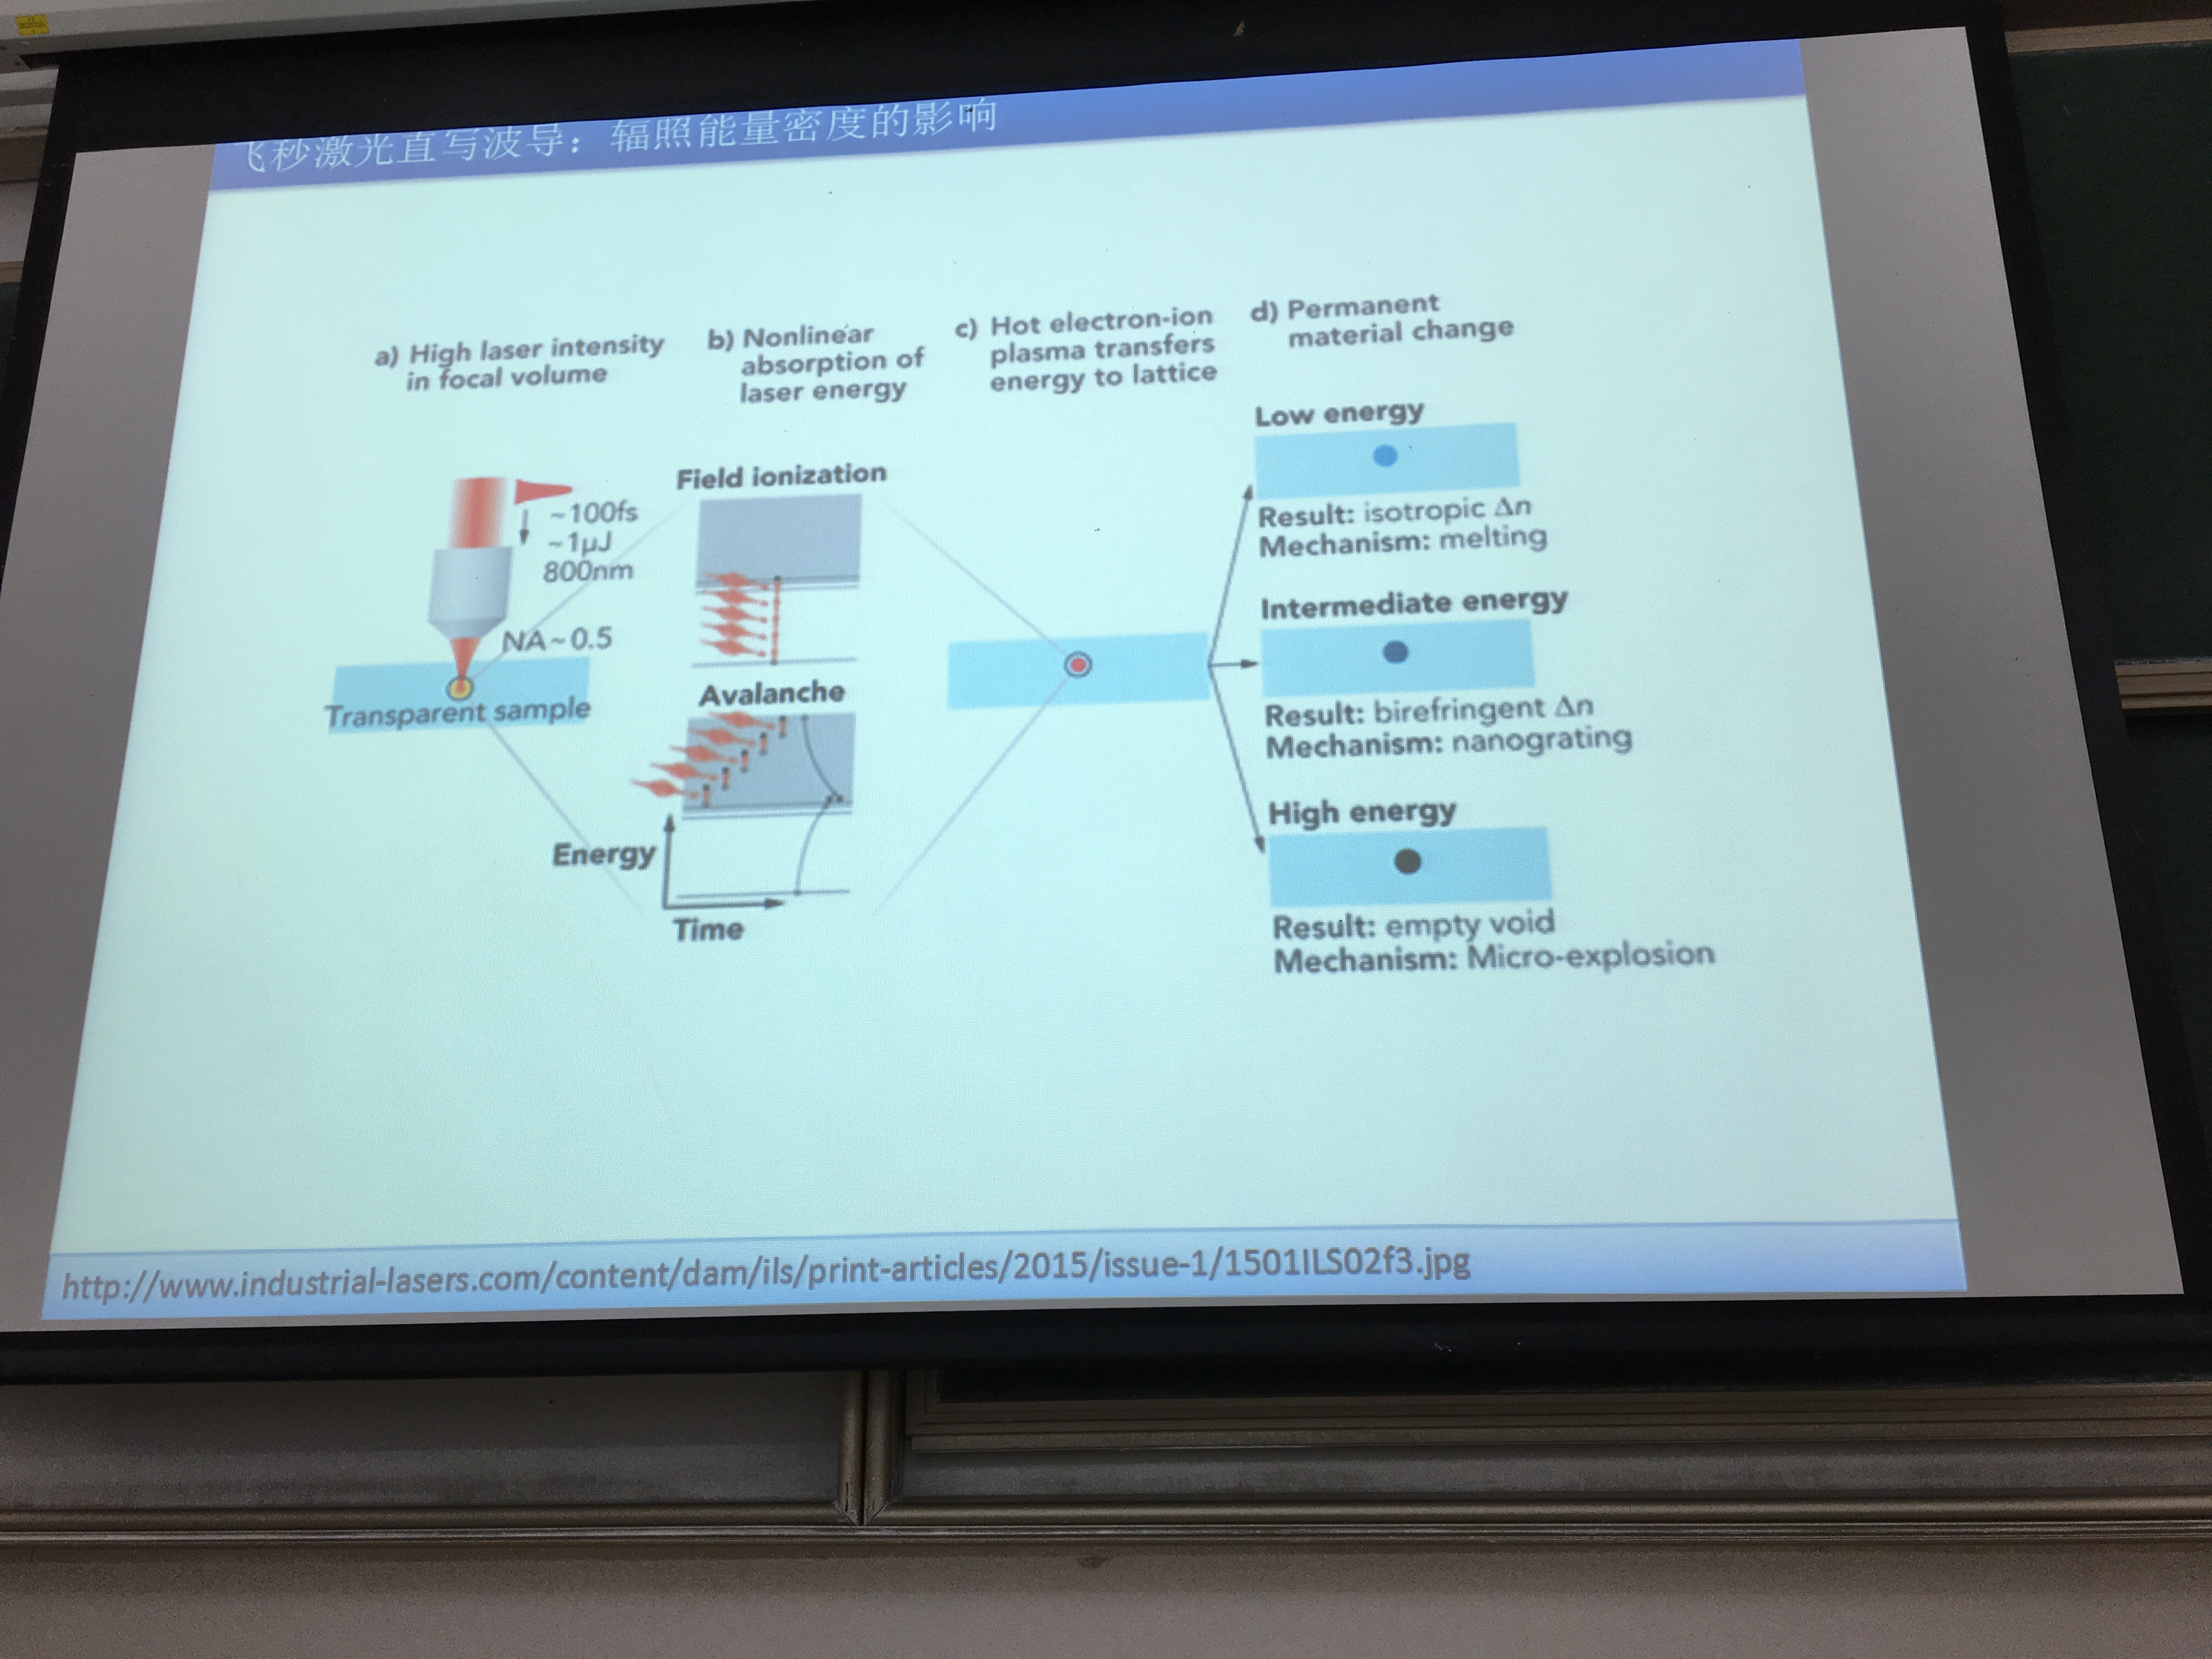 飞秒激光直写波导：辐照能量密度的影响
a) High laser intensity
in focal volume
b) Nonlinear
absorption of
laser energy
c) Hot electron-ion
plasma transfers
energy to lattice
d) Permanent
material change
~100fs
~1μJ
800nm
NA~0.5
Transparent sample
Field ionization
Avalanche
Energy
Time
Low energy
Result: isotropic Δn
Mechanism: melting
Intermediate energy
Result: birefringent Δn
Mechanism: nanograting
High energy
Result: empty void
Mechanism: Micro-explosion
http://www.industrial-lasers.com/content/dam/ils/print-articles/2015/issue-1/1501ILS02f3.jpg